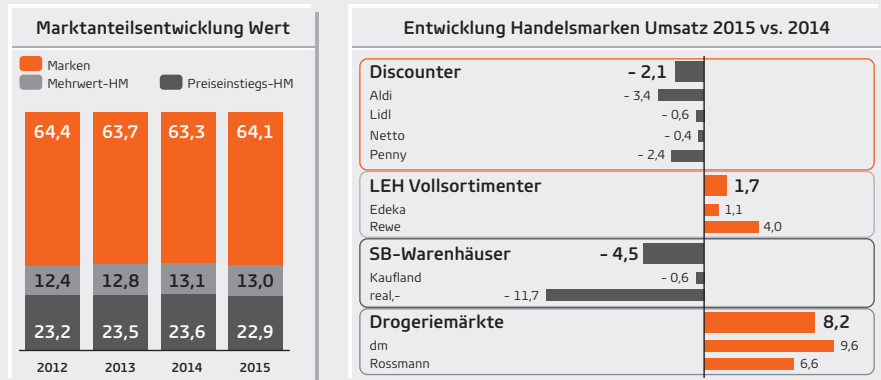 Marktanteilsentwicklung Wert
Marken
Mehrwert-HM Preiseinstiegs-HM
64,4 63,7 63,3 64,1
12,4 12,8 13,1 13,0
23,2 23,5 23,6 22,9
2012 2013 2014 2015
Entwicklung Handelsmarken Umsatz 2015 vs. 2014
Discounter - 2,1
Aldi - 3,4
Lidl - 0,6
Netto - 0,4
Penny - 2,4
LEH Vollsortimenter 1,7
Edeka 1,1
Rewe 4,0
SB-Warenhäuser - 4,5
Kaufland - 0,6
real,- - 11,7
Drogeriemärkte 8,2
dm 9,6
Rossmann 6,6